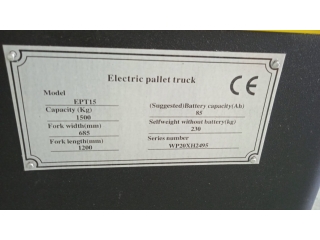 Electric pallet truck
CE
Model
EPT15
Capacity (Kg)
1500
Fork width(mm)
685
Fork length(mm)
1200
(Suggested)Battery capacity(Ah)
85
Selfweight without battery(kg)
230
Series number
WP20XH2495